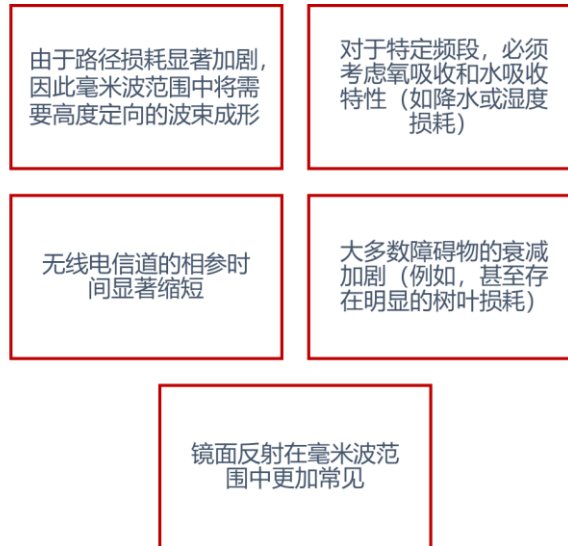 由于路径损耗显著加剧，
因此毫米波范围中将需
要高度定向的波束成形
对于特定频段，必须
考虑氧吸收和水吸收
特性（如降水或湿度
损耗）
无线电信道的相参时
间显著缩短
大多数障碍物的衰减
加剧（例如，甚至存
在明显的树叶损耗）
镜面反射在毫米波范
围中更加常见